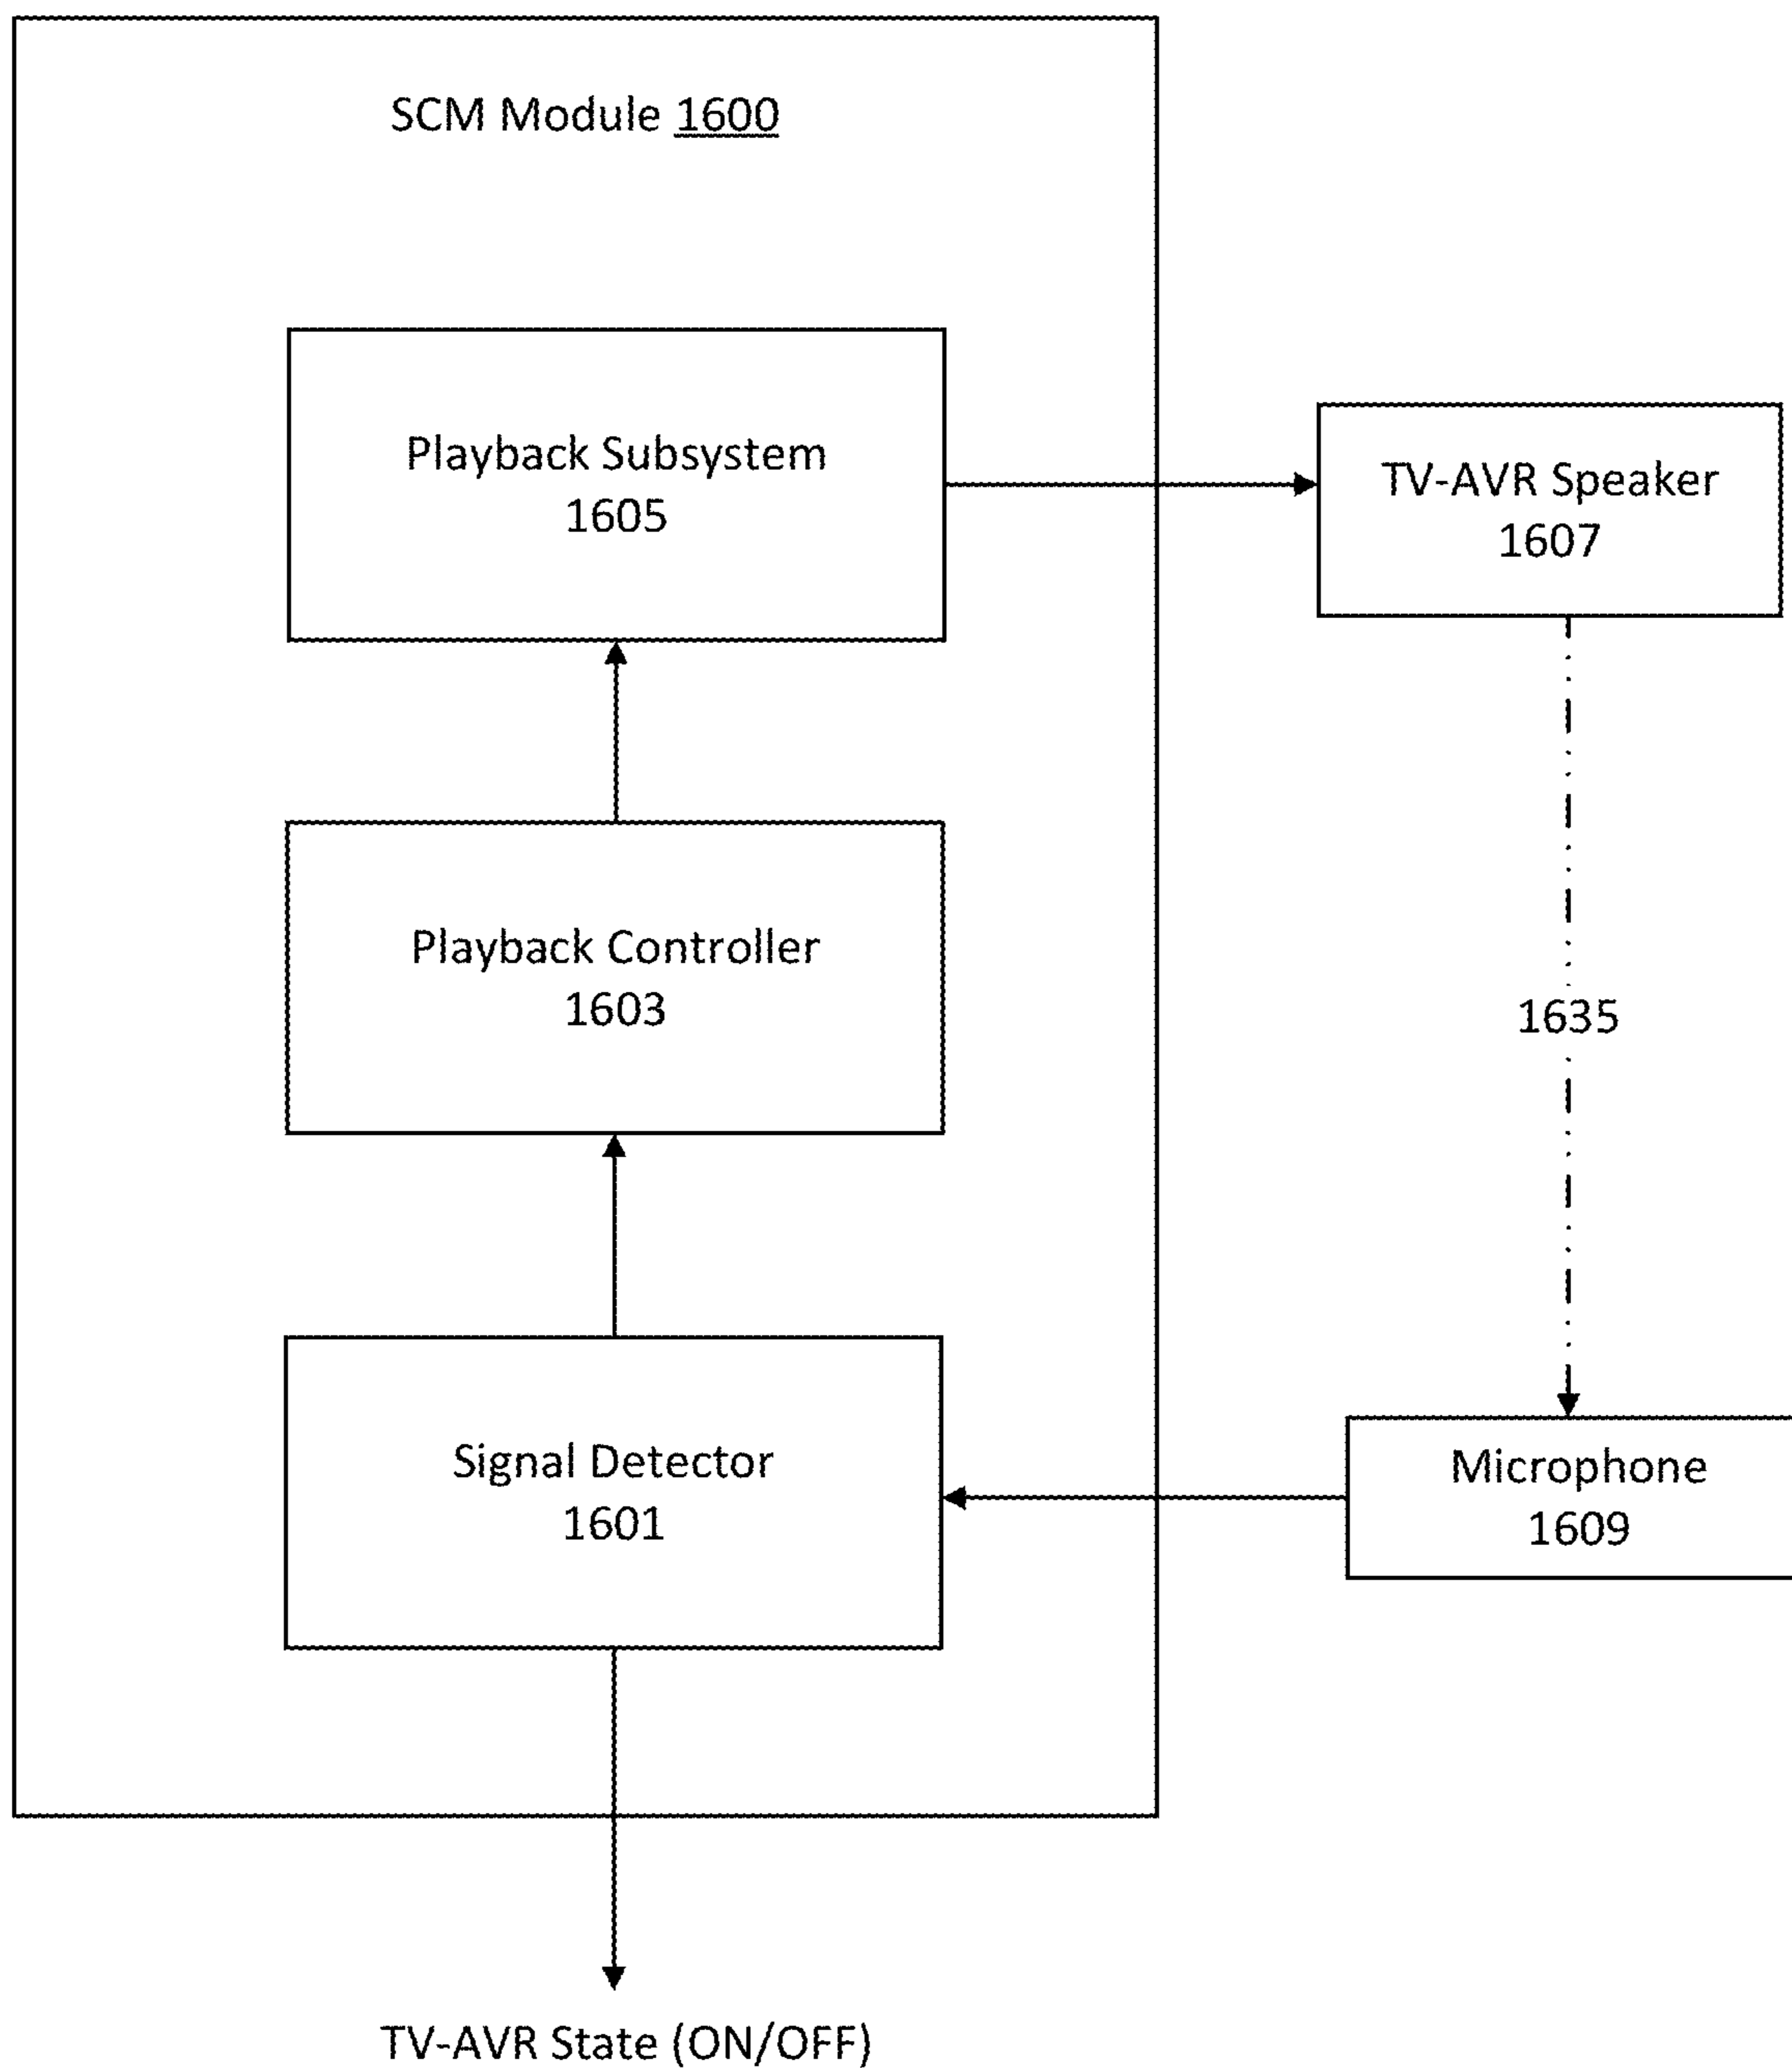 SCM Module 1600
Playback Subsystem
1605
TV-AVR Speaker
1607
Playback Controller
1603
1635
Signal Detector
1601
Microphone
1609
TV-AVR State (ON/OFF)